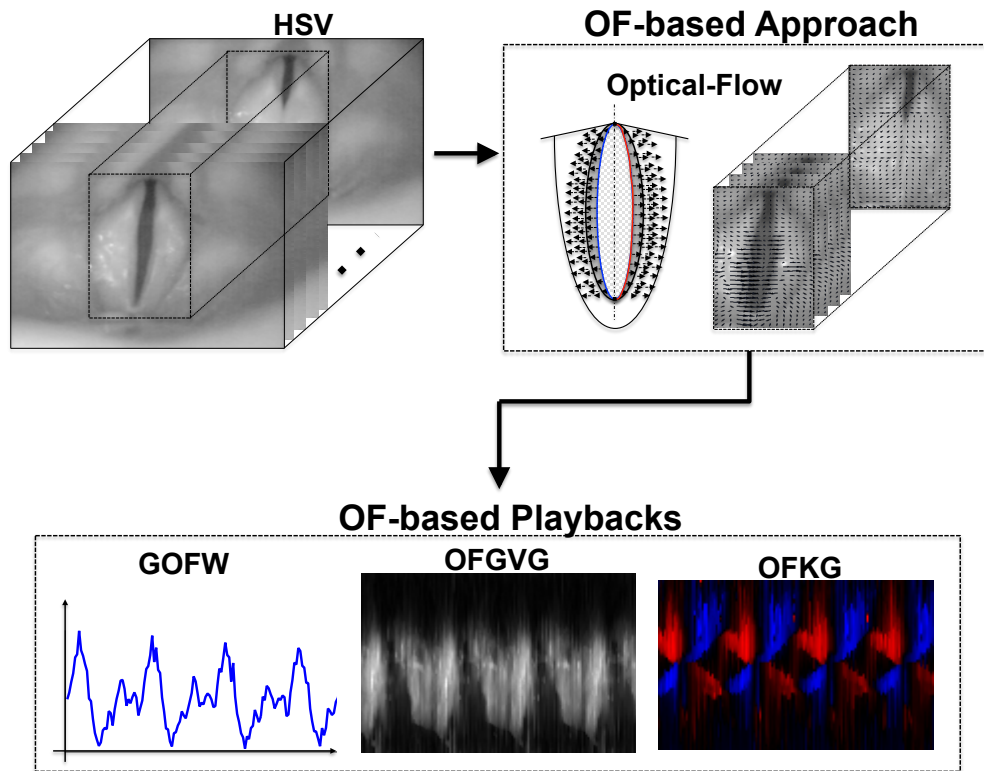 HSV
OF-based Approach
Optical-Flow
OF-based Playbacks
GOFW
OFGVG
OFKG